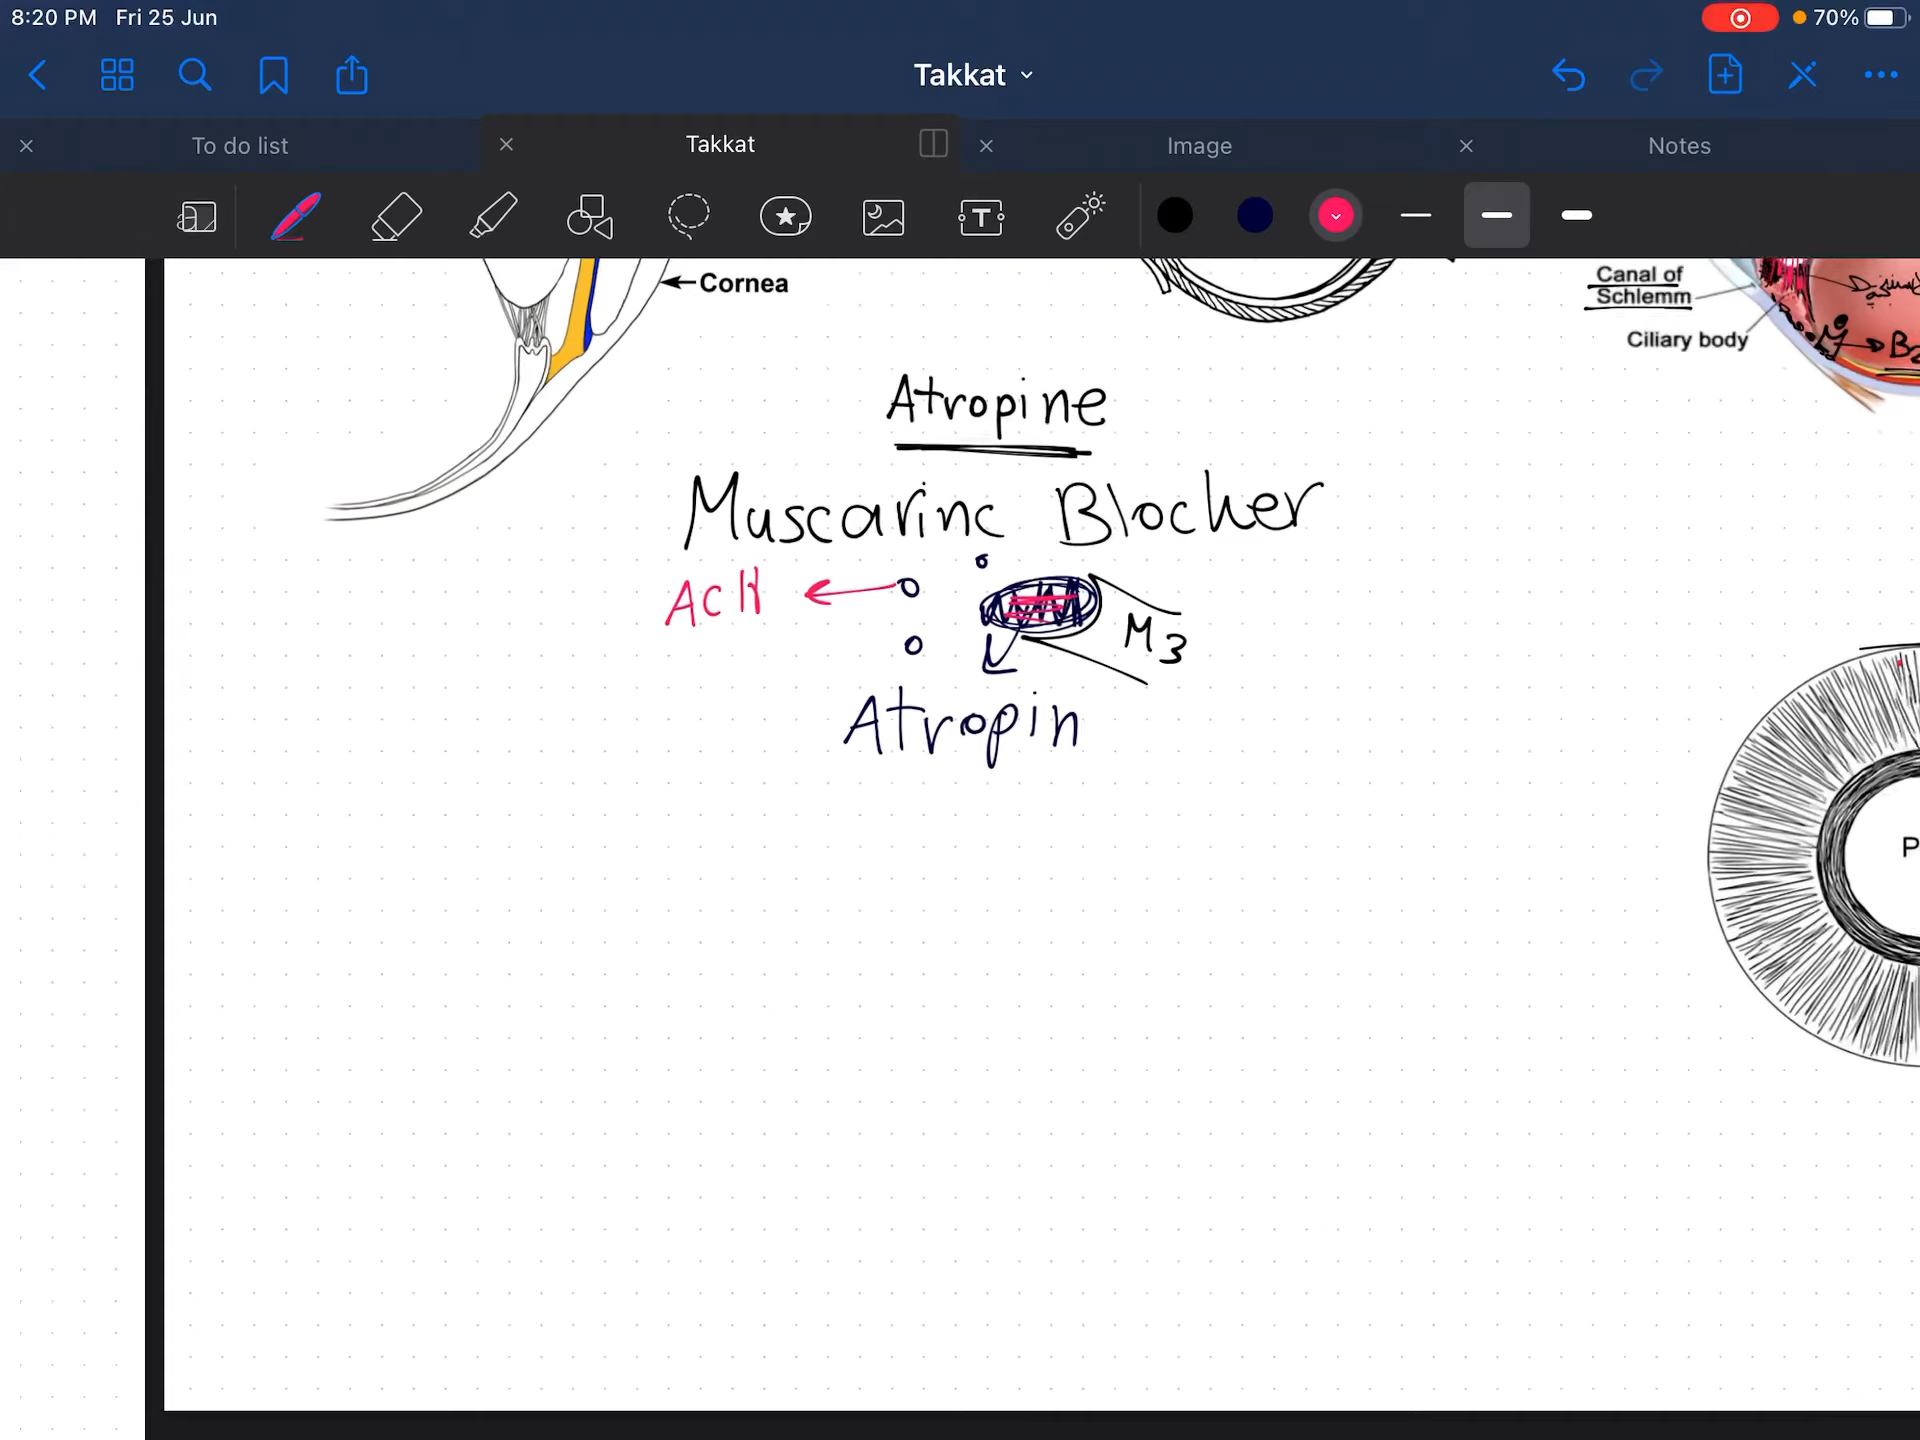 8:20 PM Fri 25 Jun
70%
Takkat
To do list
Takkat
Image
Notes
Cornea
Canal of
Schlemm
Ciliary body
Atropine
Muscarinc Blocker
ACH
M3
Atropin
P